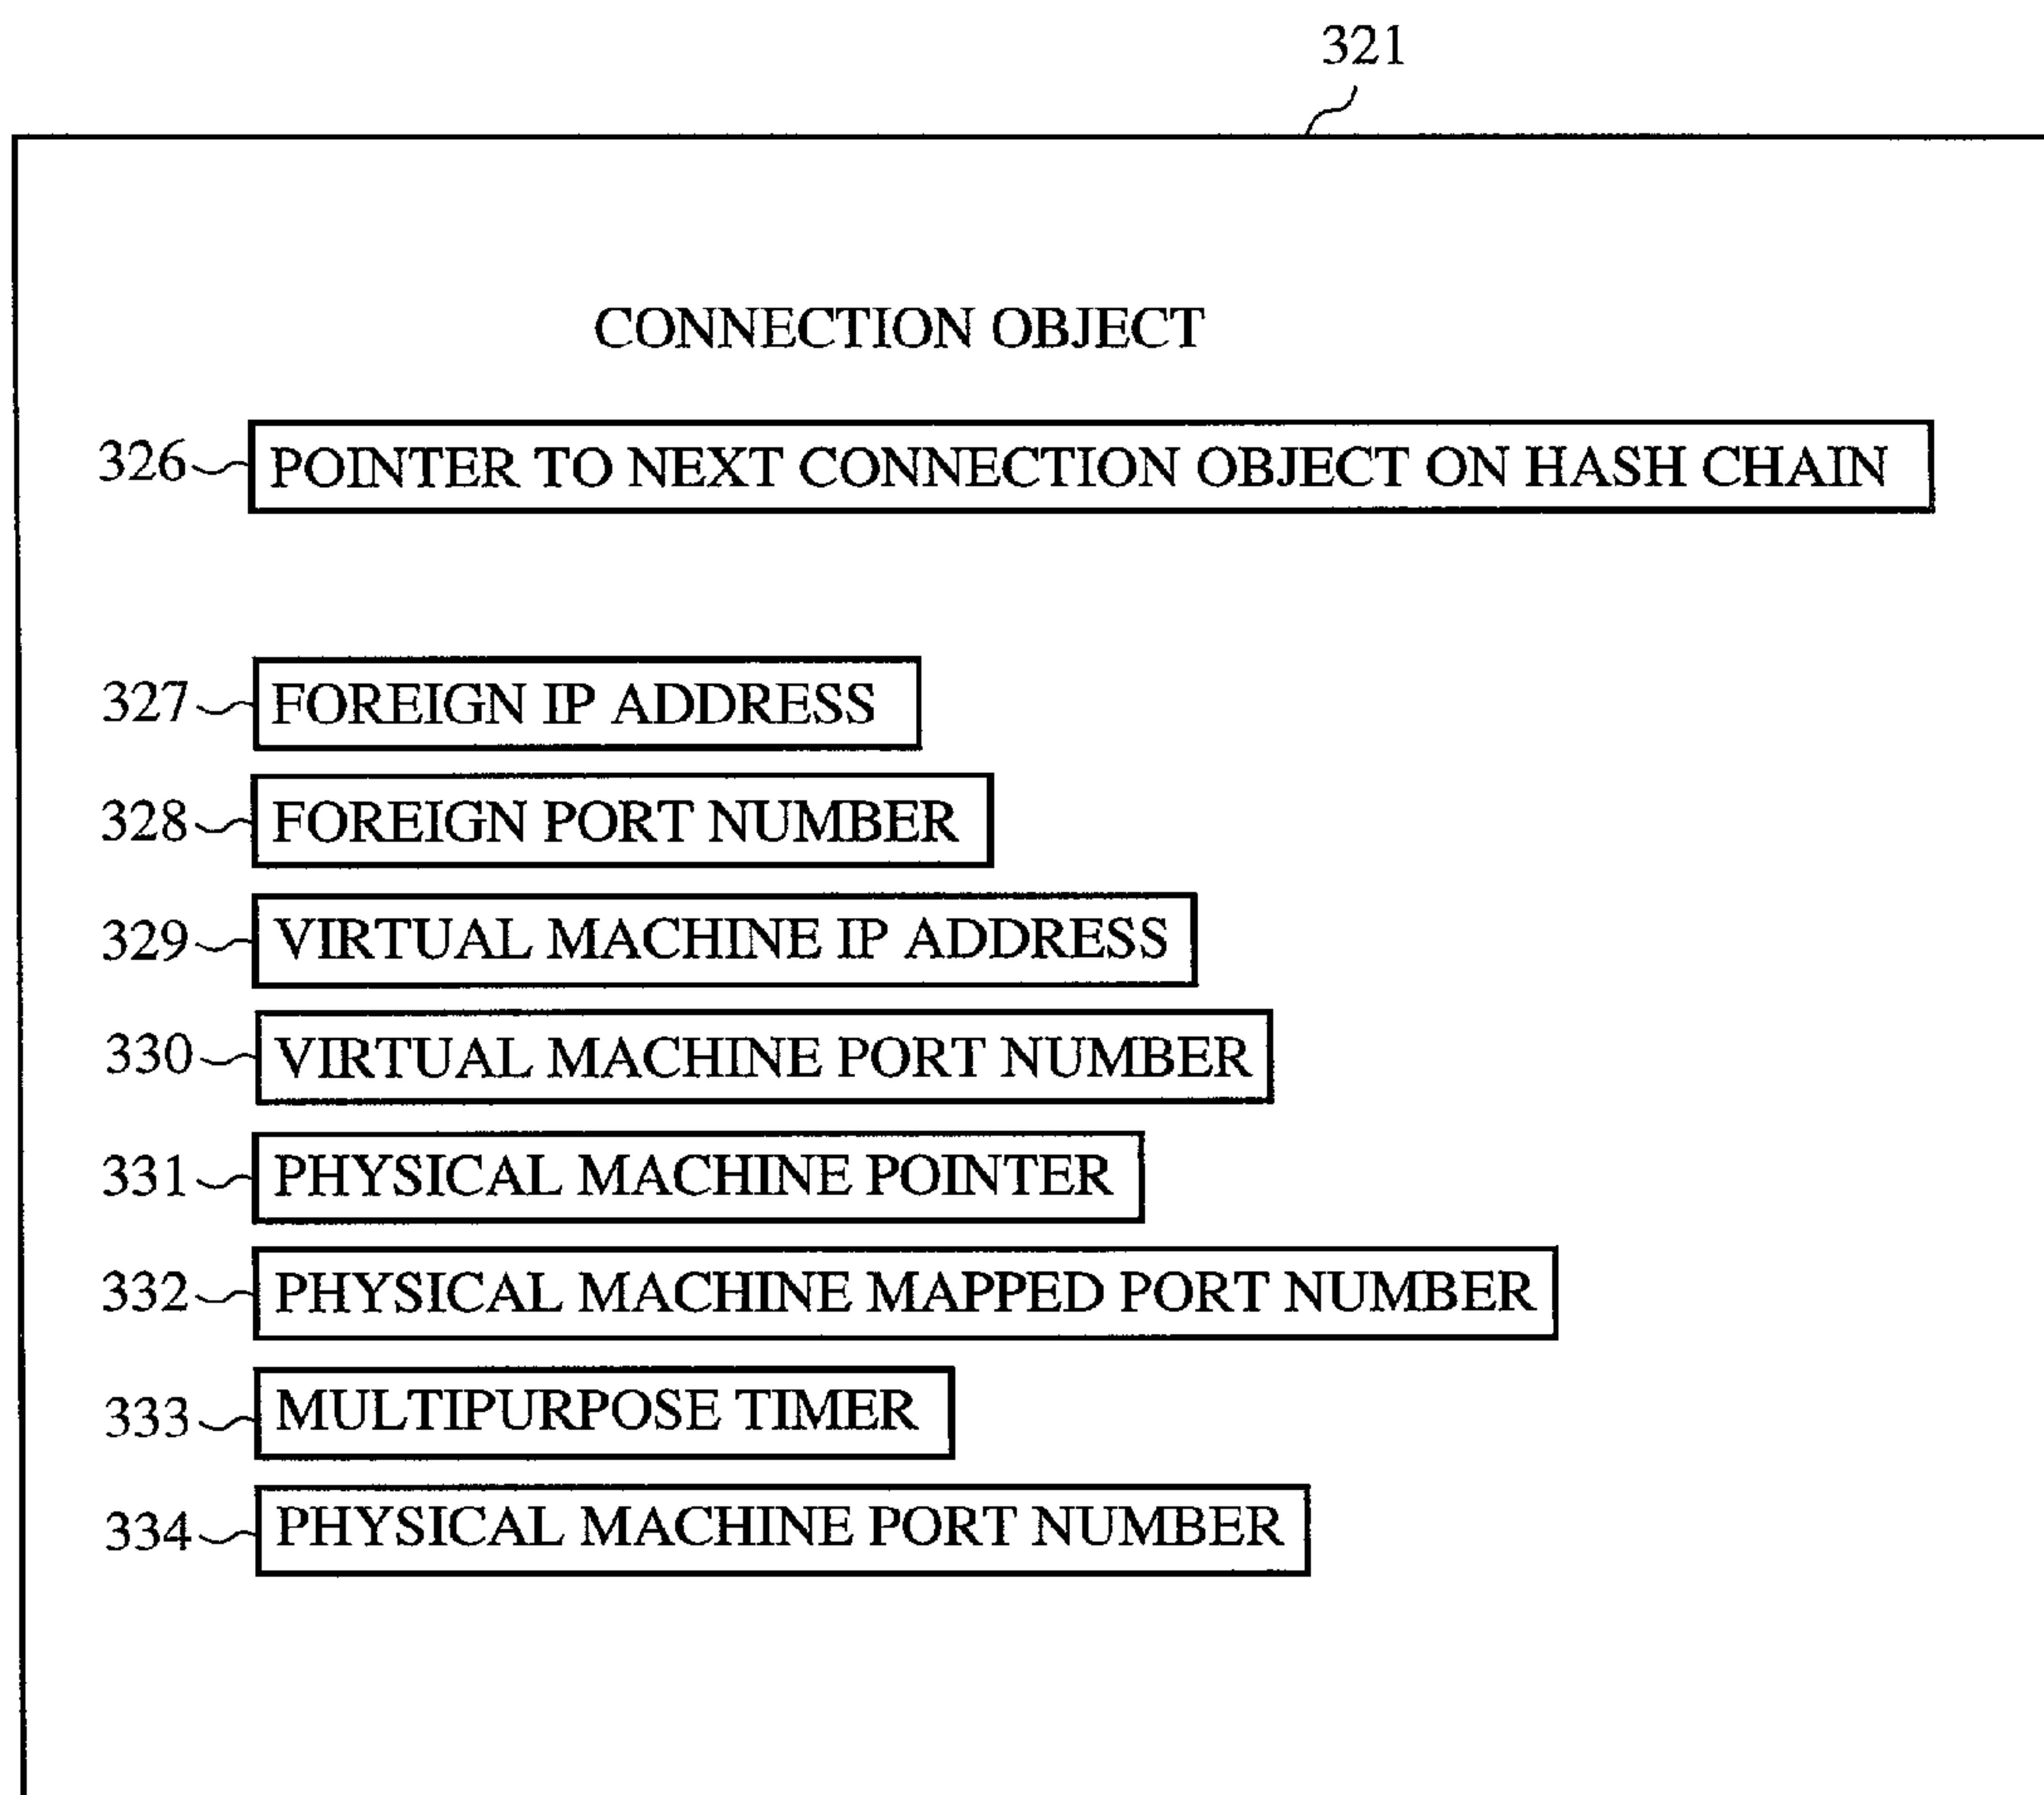 321
CONNECTION OBJECT
326 POINTER TO NEXT CONNECTION OBJECT ON HASH CHAIN
327 FOREIGN IP ADDRESS
328 FOREIGN PORT NUMBER
329 VIRTUAL MACHINE IP ADDRESS
330 VIRTUAL MACHINE PORT NUMBER
331 PHYSICAL MACHINE POINTER
332 PHYSICAL MACHINE MAPPED PORT NUMBER
333 MULTIPURPOSE TIMER
334 PHYSICAL MACHINE PORT NUMBER